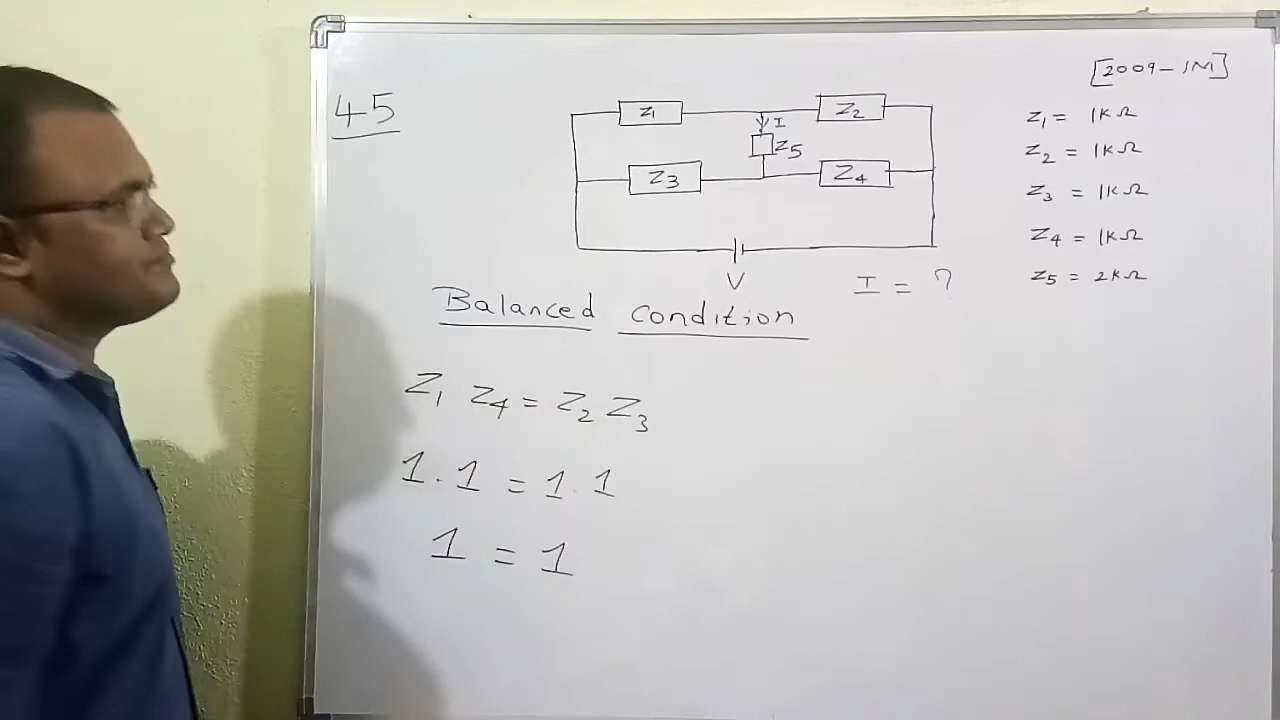 [2009-1M]
45
Z1
Z2
I
Z5
Z3
Z4
V
I = ?
Z1 = 1KΩ
Z2 = 1KΩ
Z3 = 1KΩ
Z4 = 1KΩ
Z5 = 2KΩ
Balanced condition
Z1 Z4 = Z2 Z3
1.1 = 1.1
1 = 1